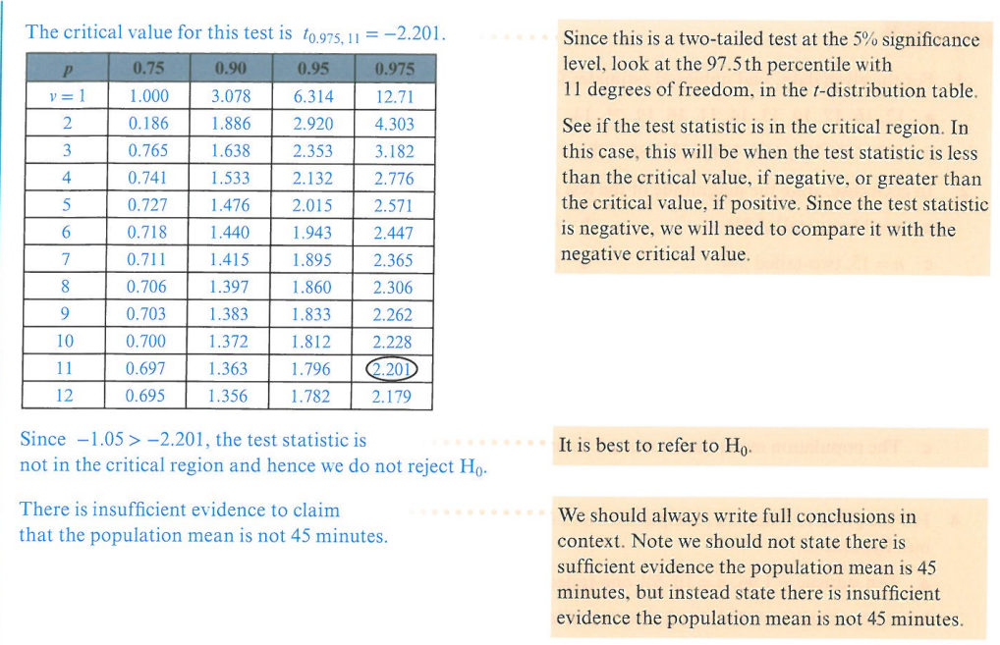 The critical value for this test is t0.975, 11 = −2.201.
Since this is a two-tailed test at the 5% significance
level, look at the 97.5th percentile with
11 degrees of freedom, in the t-distribution table.
See if the test statistic is in the critical region. In
this case, this will be when the test statistic is less
than the critical value, if negative, or greater than
the critical value, if positive. Since the test statistic
is negative, we will need to compare it with the
negative critical value.
p 0.75 0.90 0.95 0.975
ν = 1 1.000 3.078 6.314 12.71
2 0.186 1.886 2.920 4.303
3 0.765 1.638 2.353 3.182
4 0.741 1.533 2.132 2.776
5 0.727 1.476 2.015 2.571
6 0.718 1.440 1.943 2.447
7 0.711 1.415 1.895 2.365
8 0.706 1.397 1.860 2.306
9 0.703 1.383 1.833 2.262
10 0.700 1.372 1.812 2.228
11 0.697 1.363 1.796 2.201
12 0.695 1.356 1.782 2.179
Since −1.05 > −2.201, the test statistic is
not in the critical region and hence we do not reject H0.
It is best to refer to H0.
There is insufficient evidence to claim
that the population mean is not 45 minutes.
We should always write full conclusions in
context. Note we should not state there is
sufficient evidence the population mean is 45
minutes, but instead state there is insufficient
evidence the population mean is not 45 minutes.